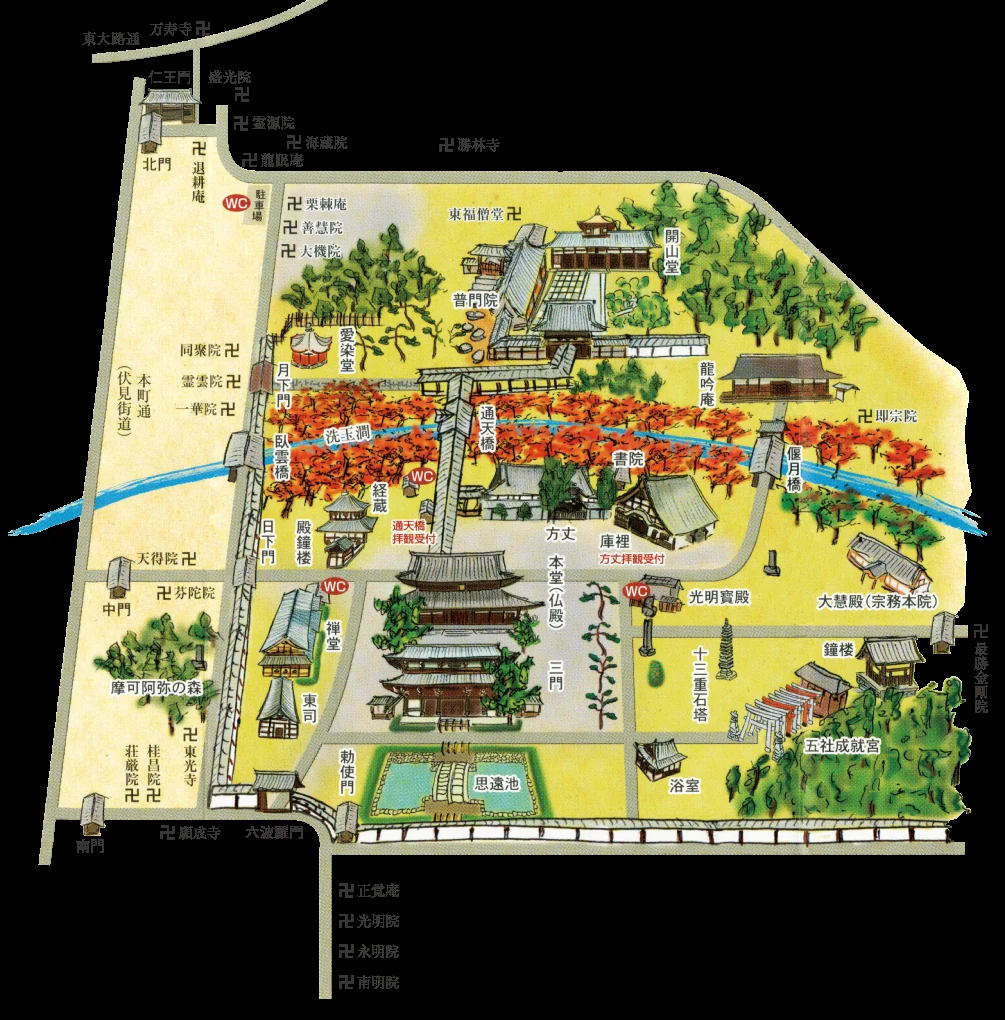 万寿寺
東大路通
仁王門
盛光院
霊源院
海蔵院
勝林寺
龍眠庵
北門
退耕庵
WC
駐車場
栗棘庵
善慧院
大機院
東福僧堂
開山堂
普門院
愛染堂
同聚院
霊雲院
一華院
本町通
(伏見街道)
月下門
龍吟庵
即宗院
洗玉澗
通天橋
臥雲橋
偃月橋
書院
経蔵
WC
通天橋
拝観受付
殿鐘楼
日下門
方丈
庫裡
方丈拝観受付
本堂(仏殿)
天得院
中門
芬陀院
WC
WC
光明寶殿
大慧殿(宗務本院)
禅堂
摩可阿弥の森
東司
三門
十三重石塔
鐘楼
最勝金剛院
五社成就宮
東光寺
桂昌院
荘厳院
勅使門
思遠池
浴室
南門
願成寺
六波羅門
正覚庵
光明院
永明院
南明院